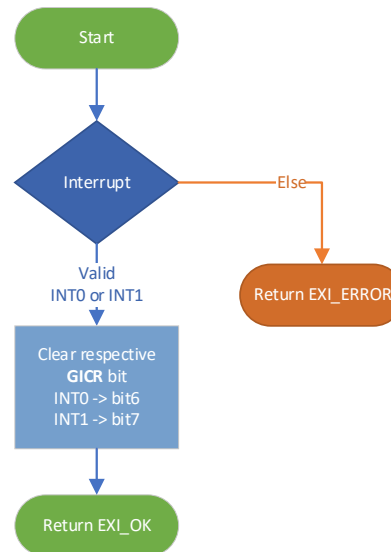 Start
Interrupt
Else
Valid
INT0 or INT1
Return EXI_ERROR
Clear respective
GICR bit
INT0 -> bit6
INT1 -> bit7
Return EXI_OK